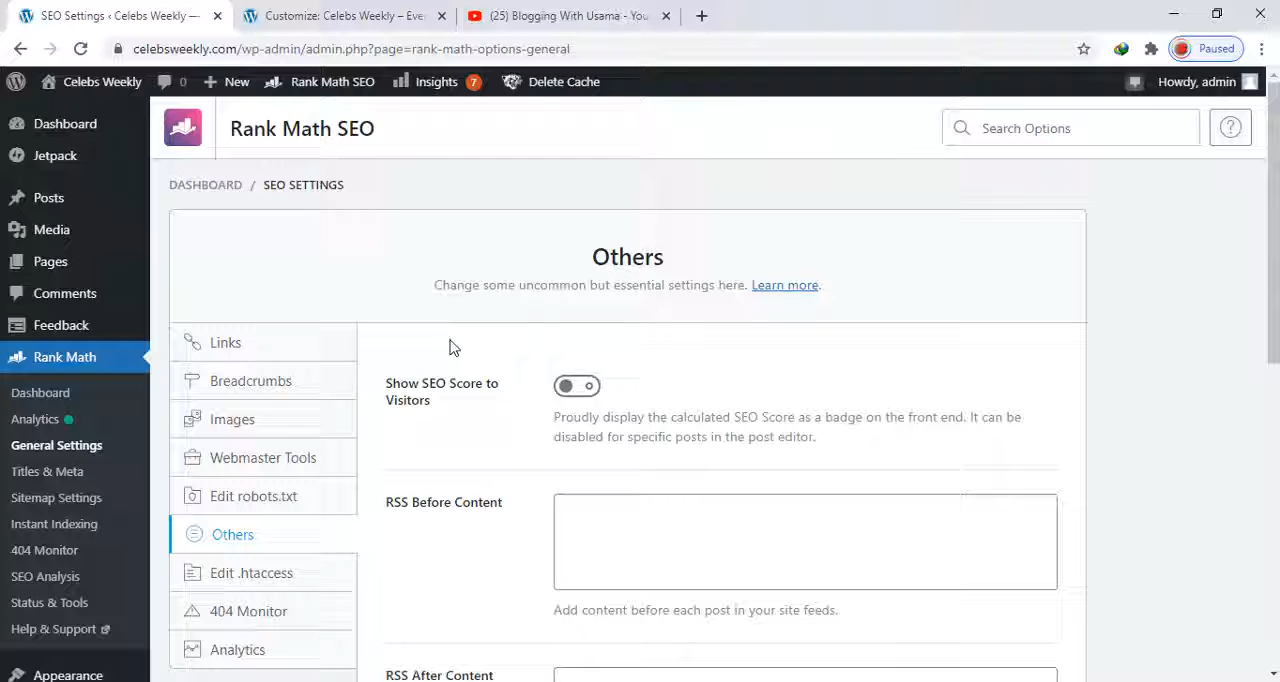 SEO Settings ‹ Celebs Weekly —
Customize: Celebs Weekly – Ever
(25) Blogging With Usama - You
celebsweekly.com/wp-admin/admin.php?page=rank-math-options-general
Paused
Celebs Weekly
0
New
Rank Math SEO
Insights 7
Delete Cache
Howdy, admin
Dashboard
Jetpack
Posts
Media
Pages
Comments
Feedback
Rank Math
Dashboard
Analytics
General Settings
Titles & Meta
Sitemap Settings
Instant Indexing
404 Monitor
SEO Analysis
Status & Tools
Help & Support
Appearance
Rank Math SEO
Search Options
DASHBOARD / SEO SETTINGS
Others
Change some uncommon but essential settings here. Learn more.
Links
Breadcrumbs
Images
Webmaster Tools
Edit robots.txt
Others
Edit .htaccess
404 Monitor
Analytics
Show SEO Score to
Visitors
Proudly display the calculated SEO Score as a badge on the front end. It can be
disabled for specific posts in the post editor.
RSS Before Content
Add content before each post in your site feeds.
RSS After Content